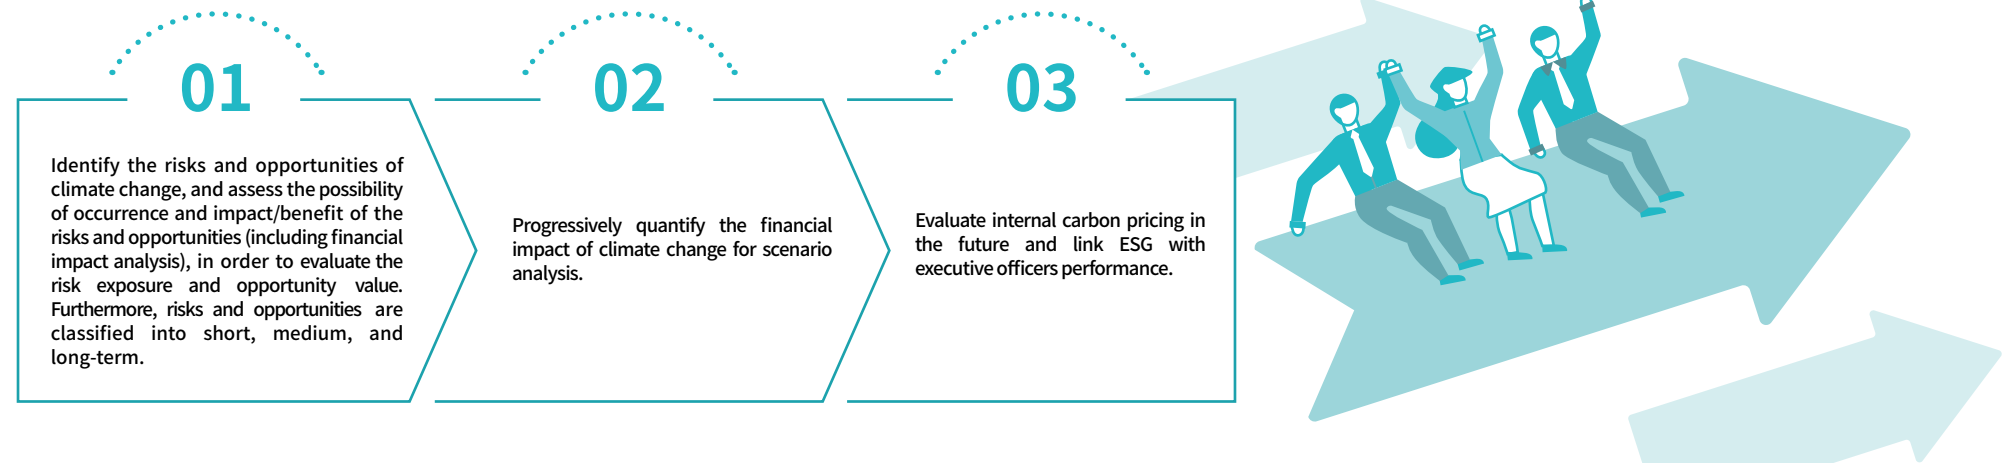 01
Identify the risks and opportunities of
climate change, and assess the possibility
of occurrence and impact/benefit of the
risks and opportunities (including financial
impact analysis), in order to evaluate the
risk exposure and opportunity value.
Furthermore, risks and opportunities are
classified into short, medium, and
long-term.
02
Progressively quantify the financial
impact of climate change for scenario
analysis.
03
Evaluate internal carbon pricing in
the future and link ESG with
executive officers performance.